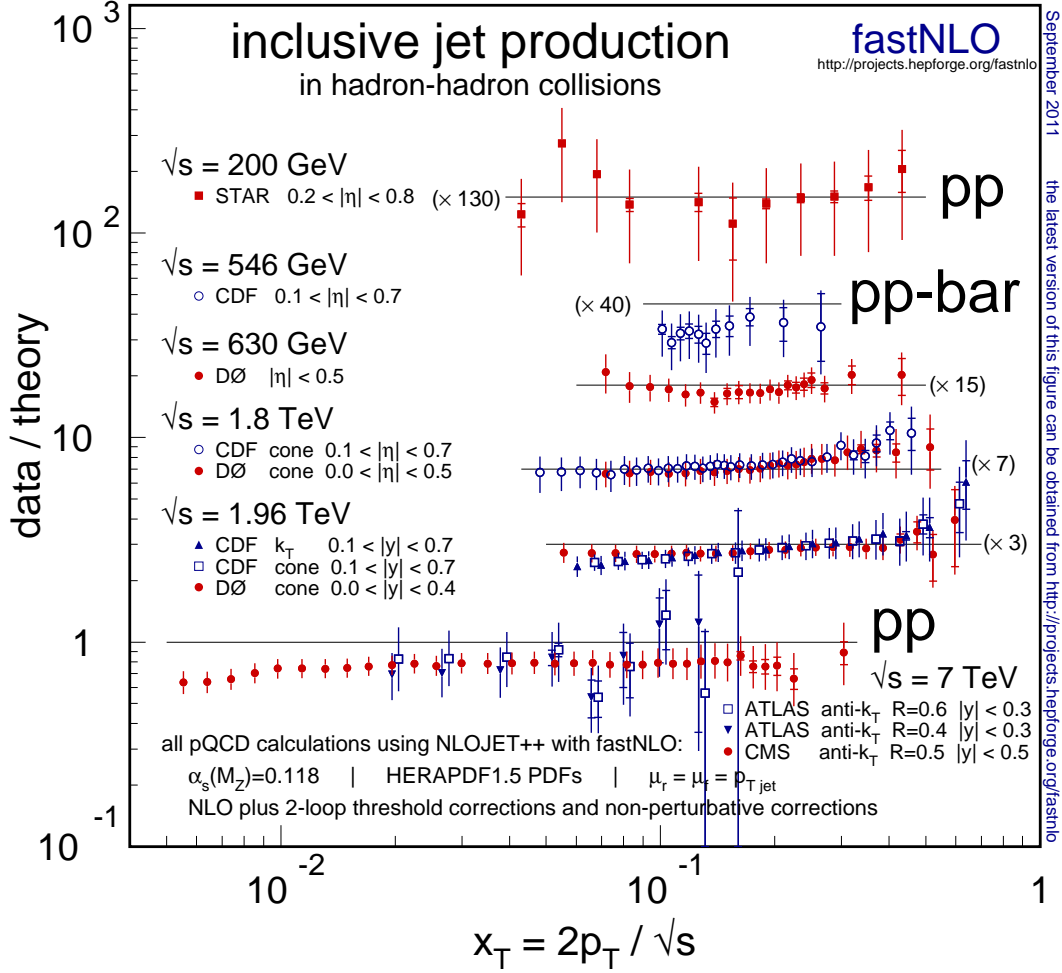 inclusive jet production
in hadron-hadron collisions
fastNLO
http://projects.hepforge.org/fastnlo
September 2011 the latest version of this figure can be obtained from http://projects.hepforge.org/fastnlo
data / theory
10³
10²
10
1
10⁻¹
√s = 200 GeV
STAR 0.2 < |η| < 0.8
(× 130)
pp
√s = 546 GeV
CDF 0.1 < |η| < 0.7
(× 40)
pp-bar
√s = 630 GeV
DØ |η| < 0.5
(× 15)
√s = 1.8 TeV
CDF cone 0.1 < |η| < 0.7
DØ cone 0.0 < |η| < 0.5
(× 7)
√s = 1.96 TeV
CDF k_T 0.1 < |y| < 0.7
CDF cone 0.1 < |y| < 0.7
DØ cone 0.0 < |y| < 0.4
(× 3)
pp
√s = 7 TeV
ATLAS anti-k_T R=0.6 |y| < 0.3
ATLAS anti-k_T R=0.4 |y| < 0.3
CMS anti-k_T R=0.5 |y| < 0.5
all pQCD calculations using NLOJET++ with fastNLO:
α_s(M_Z)=0.118 | HERAPDF1.5 PDFs | μ_r = μ_f = p_T jet
NLO plus 2-loop threshold corrections and non-perturbative corrections
10⁻² 10⁻¹ 1
x_T = 2p_T / √s